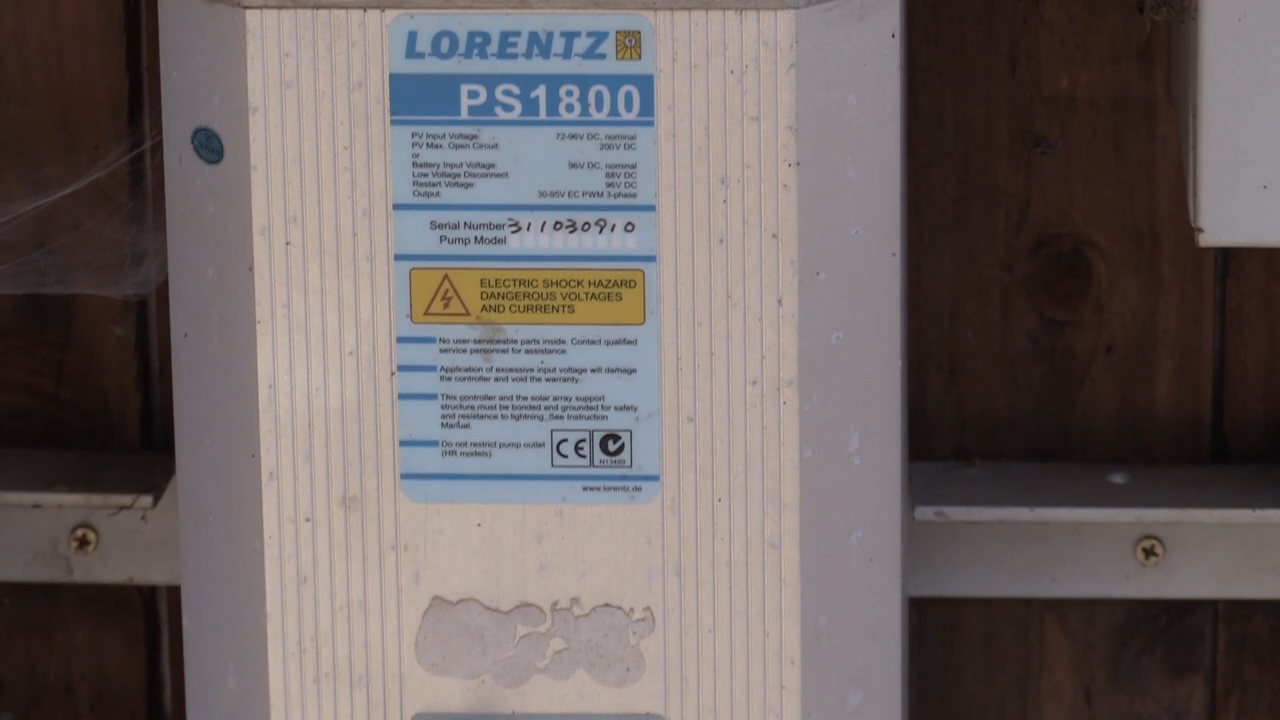 LORENTZ
PS1800
PV Input Voltage: 72-96V DC, nominal
PV Max. Open Circuit: 200V DC
or
Battery Input Voltage: 96V DC, nominal
Low Voltage Disconnect: 88V DC
Restart Voltage: 96V DC
Output: 30-95V EC PWM 3-phase
Serial Number 311030910
Pump Model
ELECTRIC SHOCK HAZARD
DANGEROUS VOLTAGES
AND CURRENTS
No user-serviceable parts inside. Contact qualified
service personnel for assistance.
Application of excessive input voltage will damage
the controller and void the warranty.
This controller and the solar array support
structure must be bonded and grounded for safety
and resistance to lightning. See Instruction
Manual.
Do not restrict pump outlet
(HR models).
CE
www.lorentz.de